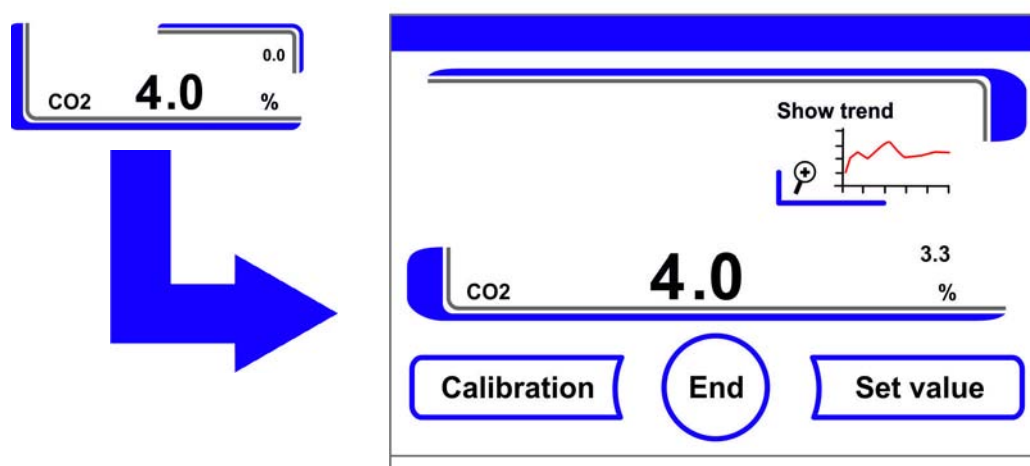 0.0
CO2 4.0 %
Show trend
3.3
CO2 4.0 %
Calibration End Set value